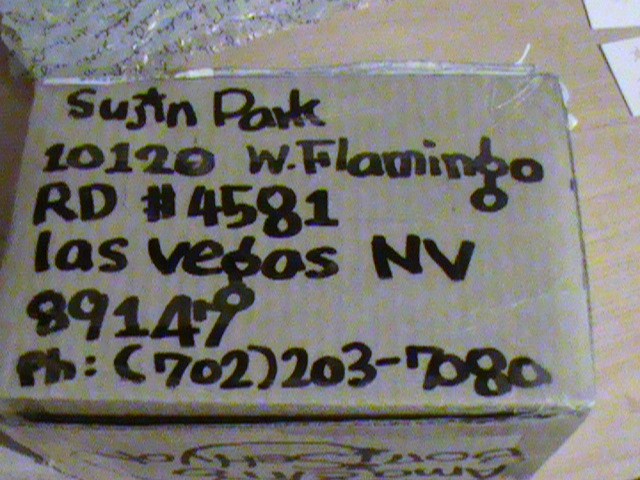 Sujin Park
10120 W.Flamingo
RD #4581
las vegas NV
89147
Ph: (702)203-7080